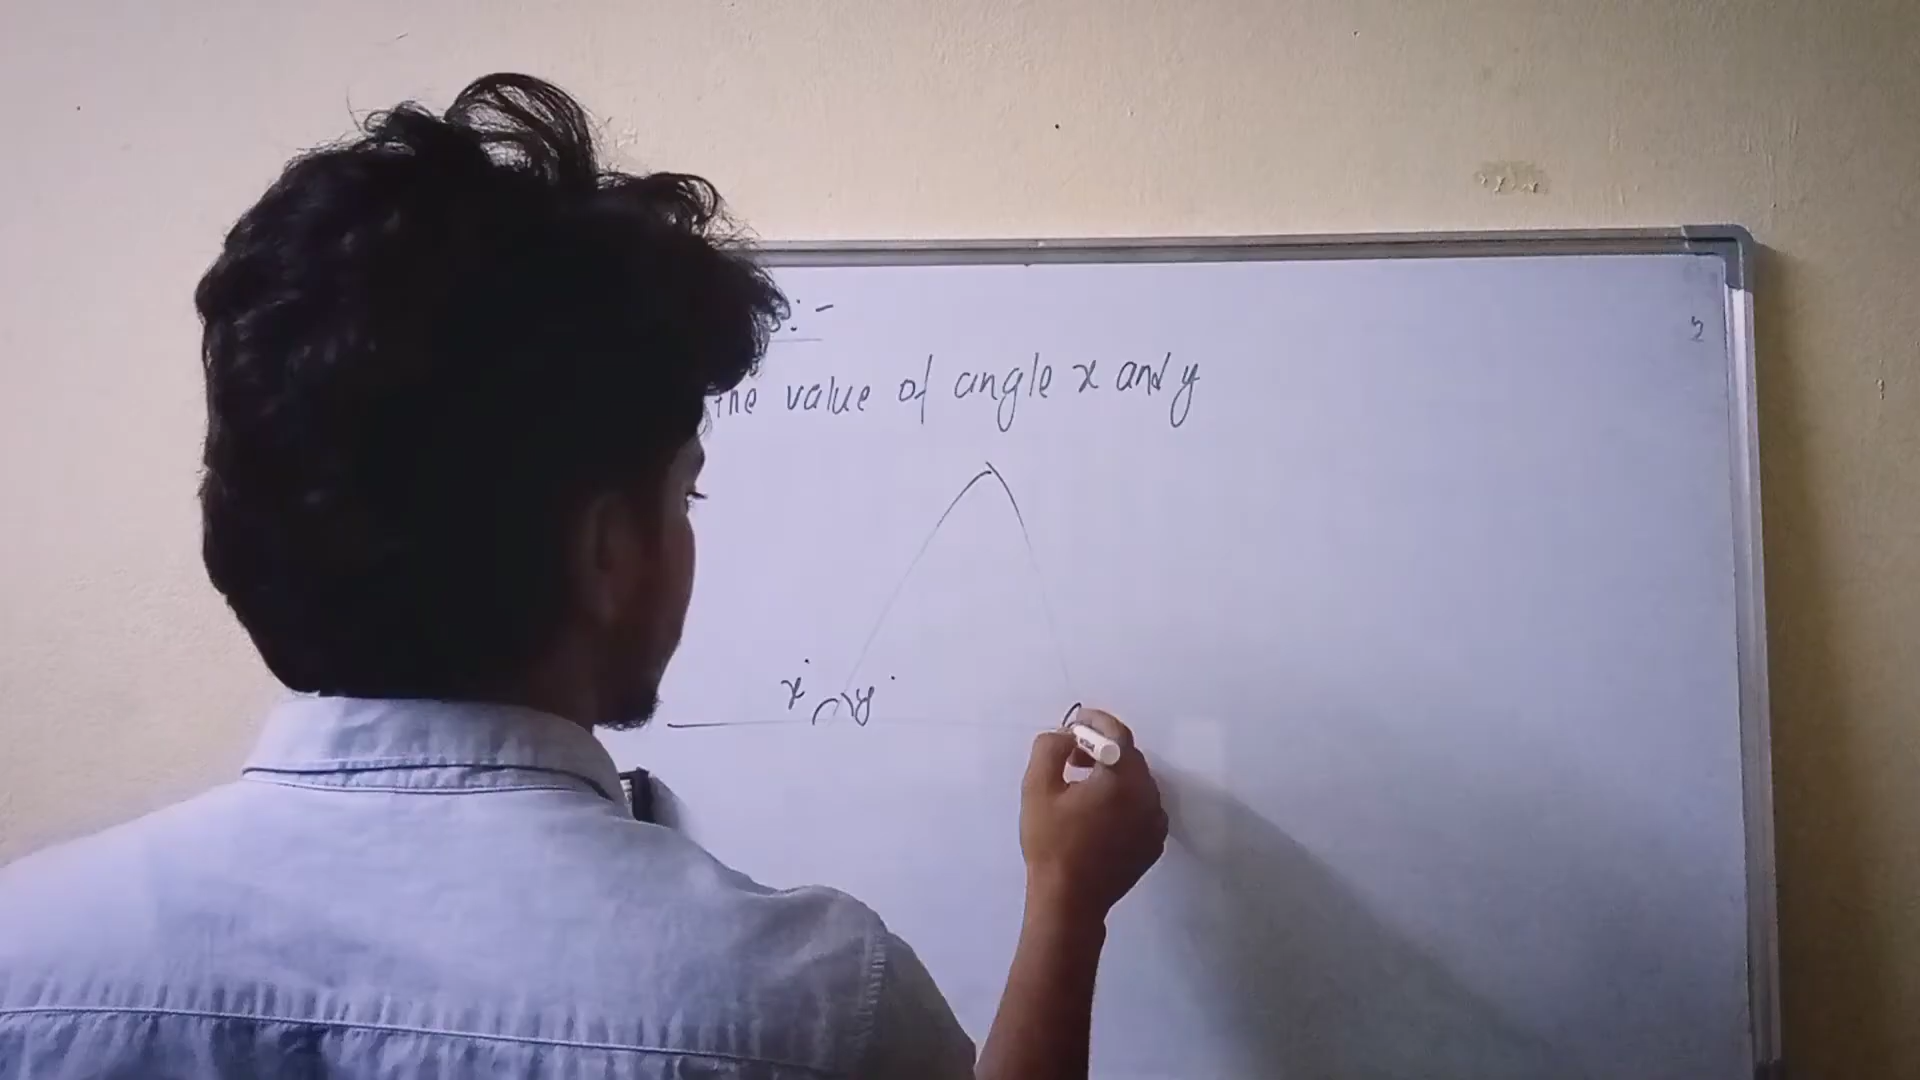 the value of angle x and y
x° y°